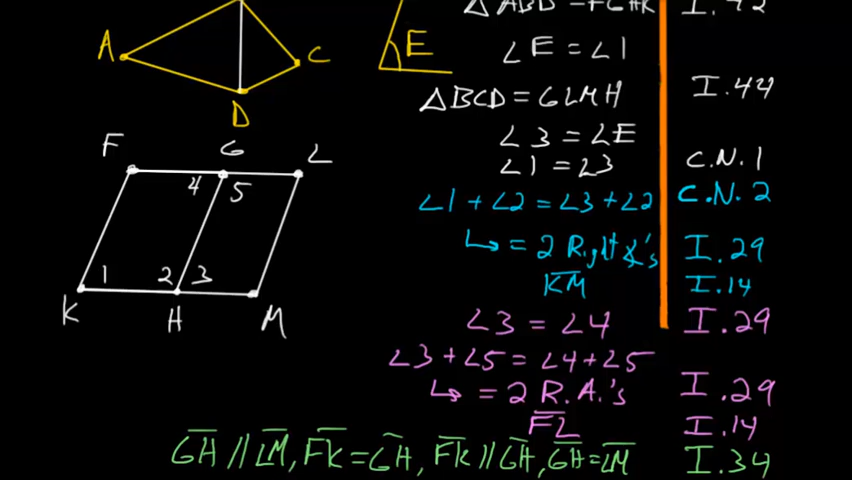 △ABD = FGHK I.42
A E C
∠E = ∠1
△BCD = GLMH I.44
D
∠3 = ∠E
F G L
∠1 = ∠3 C.N. 1
4 5
∠1 + ∠2 = ∠3 + ∠2 C.N. 2
↳ = 2 Right ∡'s I.29
1 2 3
KM I.14
K H M
∠3 = ∠4 I.29
∠3 + ∠5 = ∠4 + ∠5
↳ = 2 R.A.'s I.29
FL I.14
GH // LM, FK = GH, FK // GH, GH = LM I.34